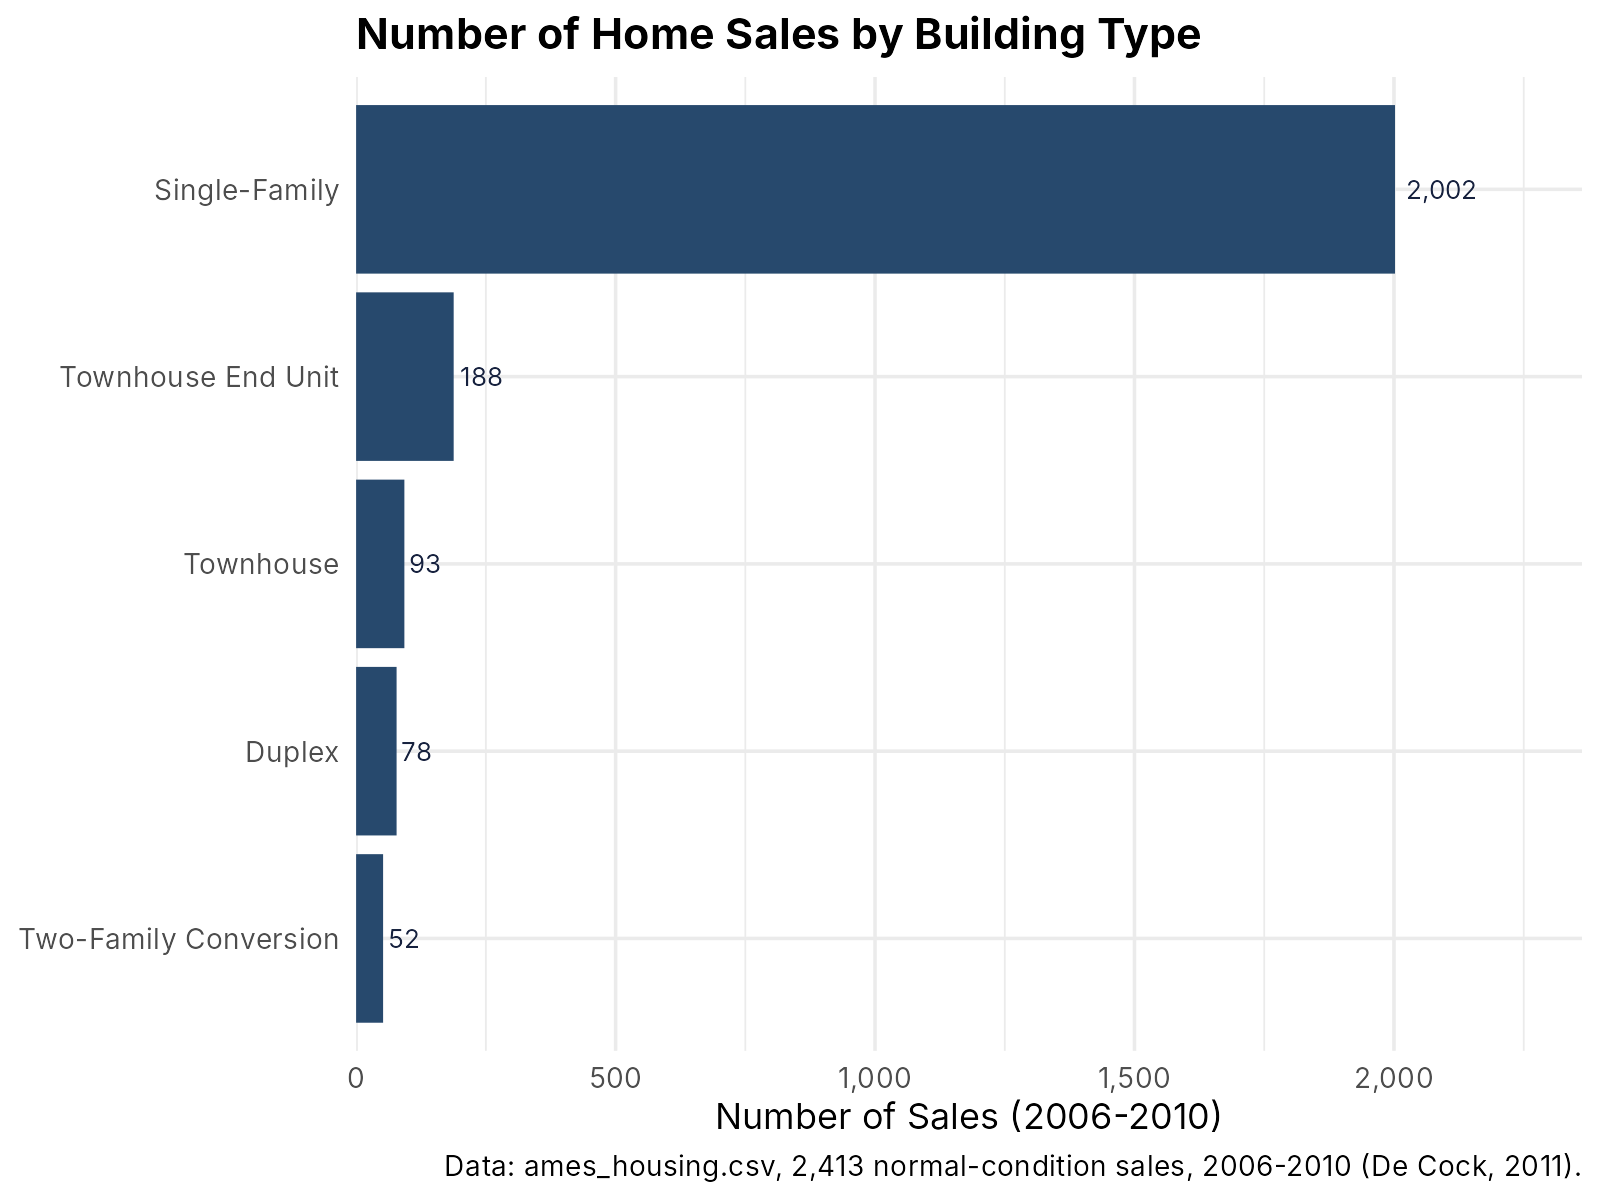 Number of Home Sales by Building Type
Single-Family
2,002
Townhouse End Unit
188
Townhouse
93
Duplex
78
Two-Family Conversion
52
0 500 1,000 1,500 2,000
Number of Sales (2006-2010)
Data: ames_housing.csv, 2,413 normal-condition sales, 2006-2010 (De Cock, 2011).